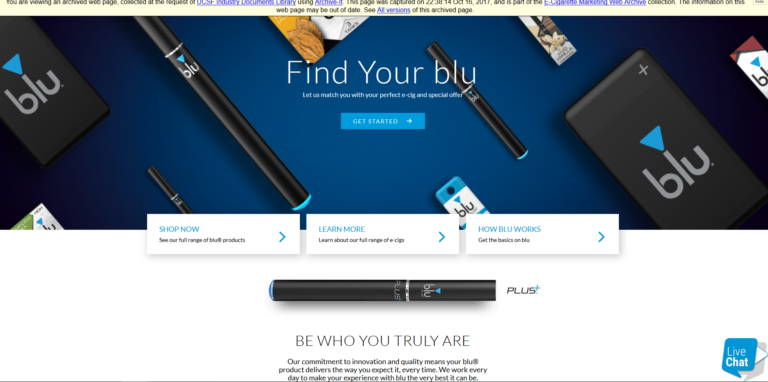 You are viewing an archived web page, collected at the request of UCSF Industry Documents Library using Archive-It. This page was captured on 22:38:14 Oct 16, 2017, and is part of the E-Cigarette Marketing Web Archive collection. The information on this
web page may be out of date. See All versions of this archived page.
blu
blu
Find Your blu
Let us match you with your perfect e-cig and special offer
GET STARTED
blu
blu
SHOP NOW
See our full range of blu® products
LEARN MORE
Learn about our full range of e-cigs
HOW BLU WORKS
Get the basics on blu
PLUS+
blu
PLUS+
BE WHO YOU TRULY ARE
Our commitment to innovation and quality means your blu®
product delivers the way you expect it, every time. We work every
day to make your experience with blu the very best it can be.
Live
Chat